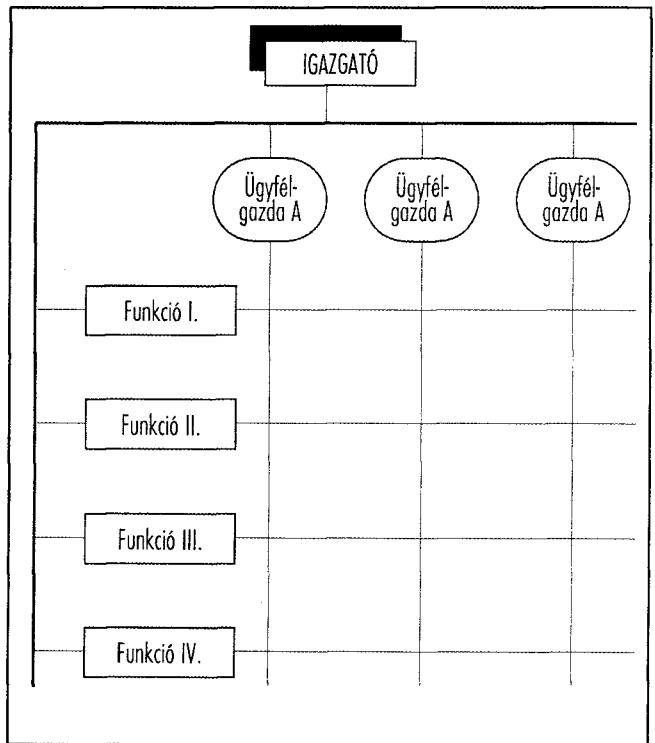 IGAZGATÓ
Ügyfél-
gazda A
Ügyfél-
gazda A
Ügyfél-
gazda A
Funkció I.
Funkció II.
Funkció III.
Funkció IV.